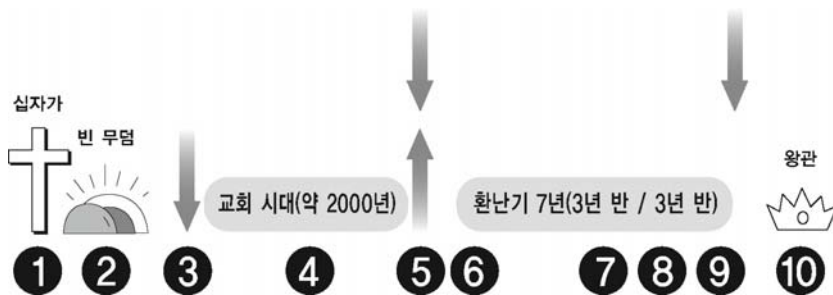 십자가
빈 무덤
교회 시대(약 2000년)
환난기 7년(3년 반 / 3년 반)
왕관
1 2 3 4 5 6 7 8 9 10